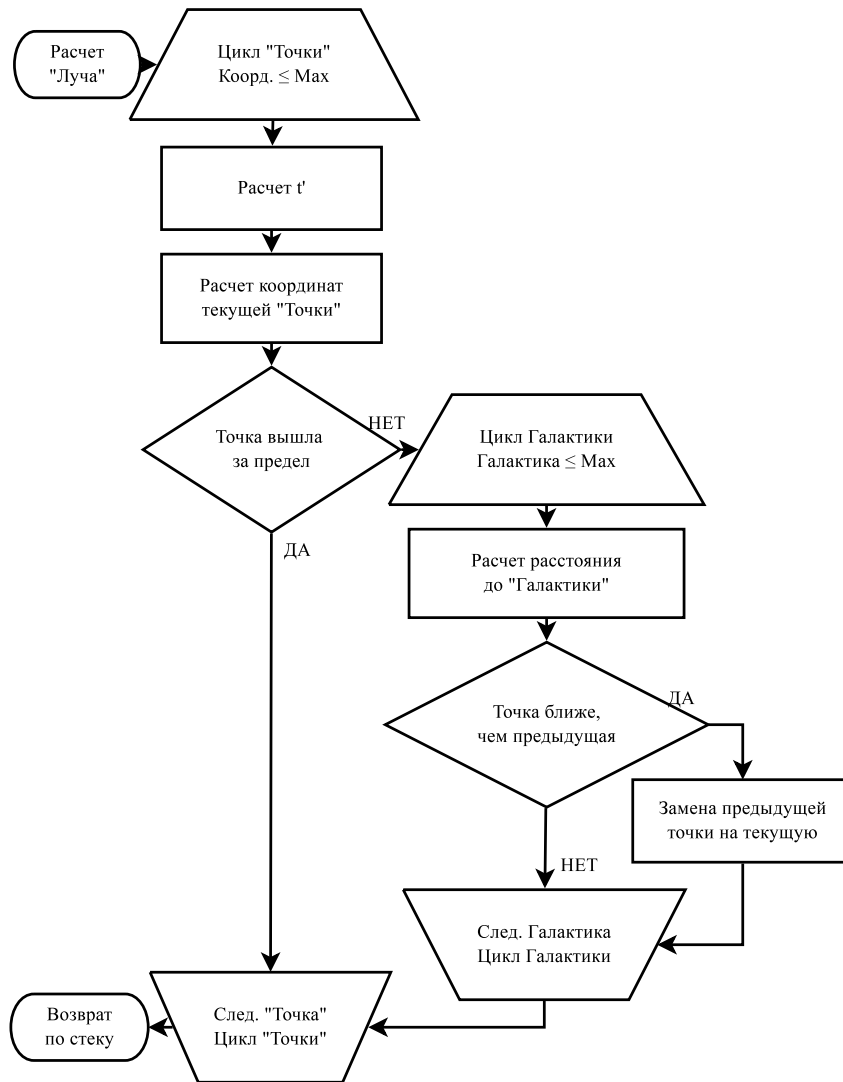 Расчет
"Луча"
Цикл "Точки"
Коорд. ≤ Max
Расчет t'
Расчет координат
текущей "Точки"
Точка вышла
за предел
НЕТ
ДА
Цикл Галактики
Галактика ≤ Max
Расчет расстояния
до "Галактики"
Точка ближе,
чем предыдущая
ДА
НЕТ
Замена предыдущей
точки на текущую
След. Галактика
Цикл Галактики
След. "Точка"
Цикл "Точки"
Возврат
по стеку